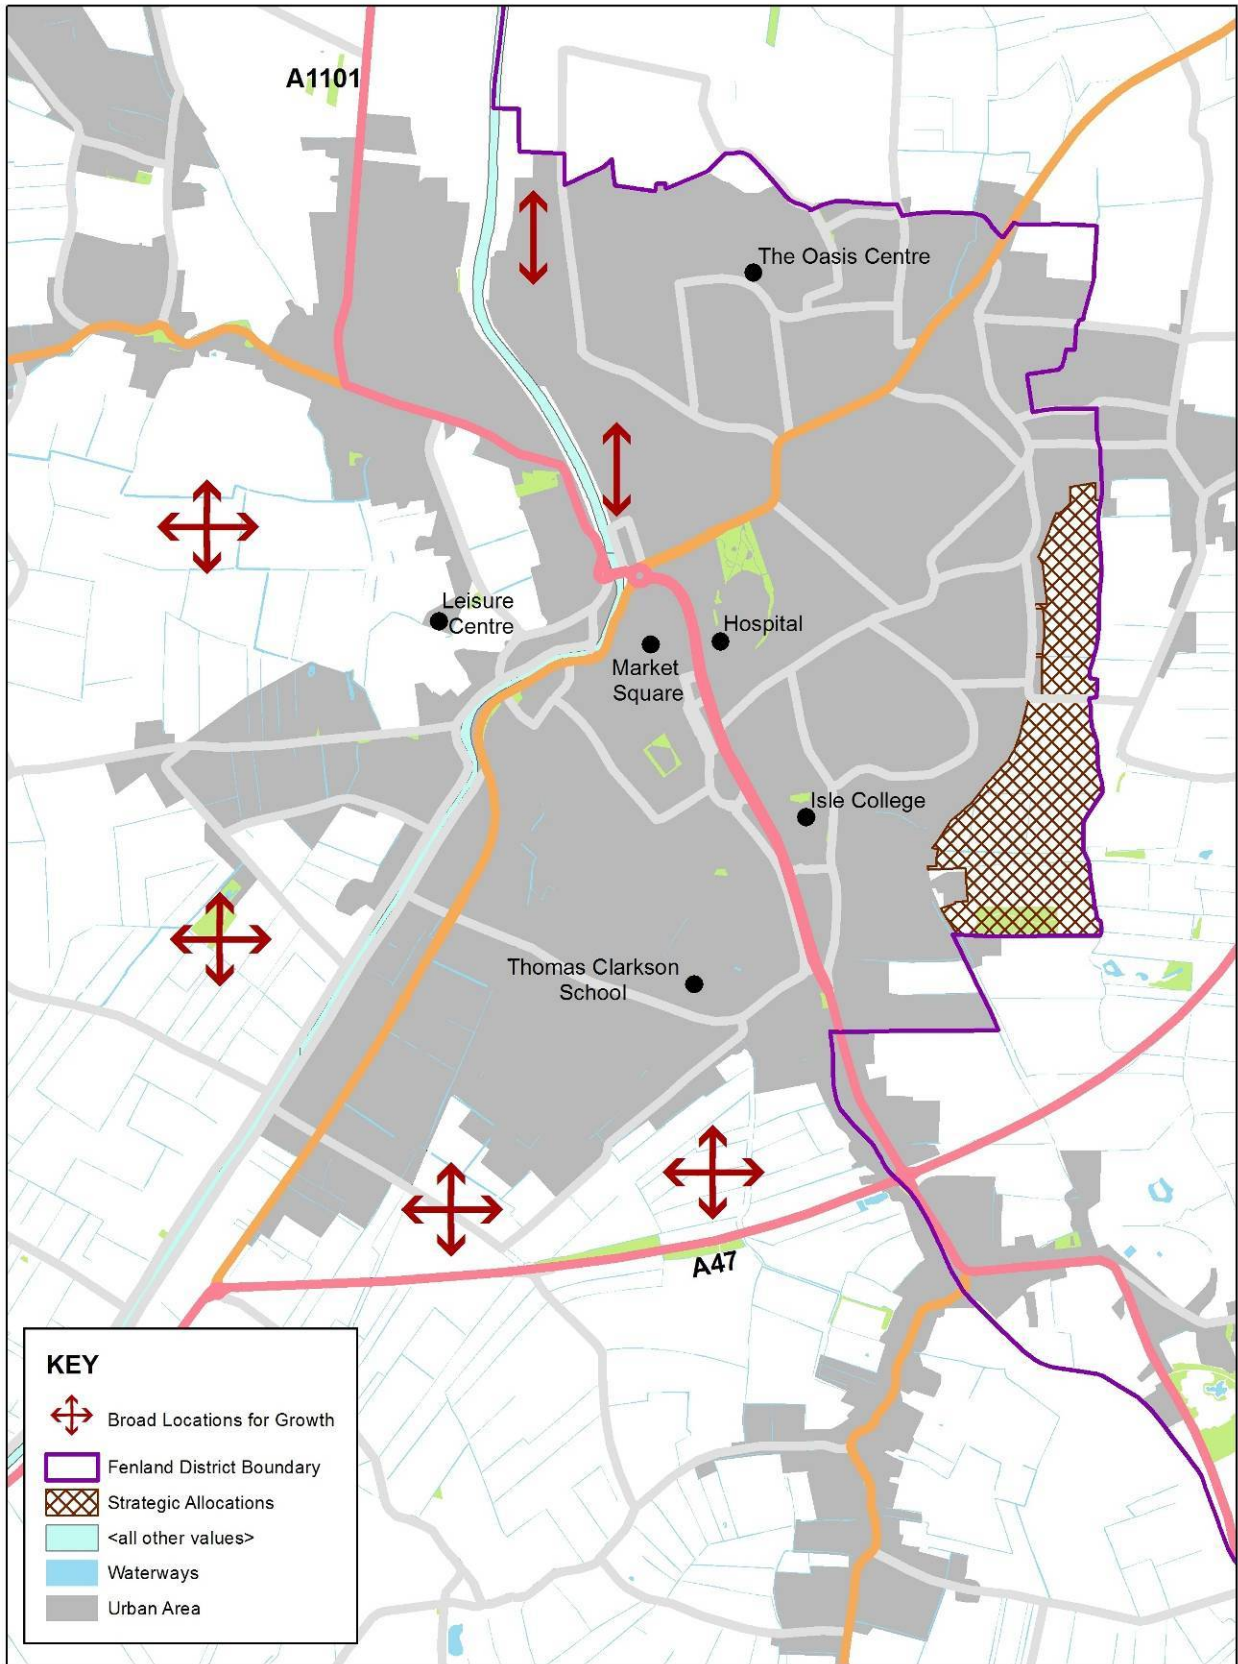 A1101
The Oasis Centre
Leisure
Centre
Hospital
Market
Square
Isle College
Thomas Clarkson
School
A47
KEY
Broad Locations for Growth
Fenland District Boundary
Strategic Allocations
<all other values>
Waterways
Urban Area